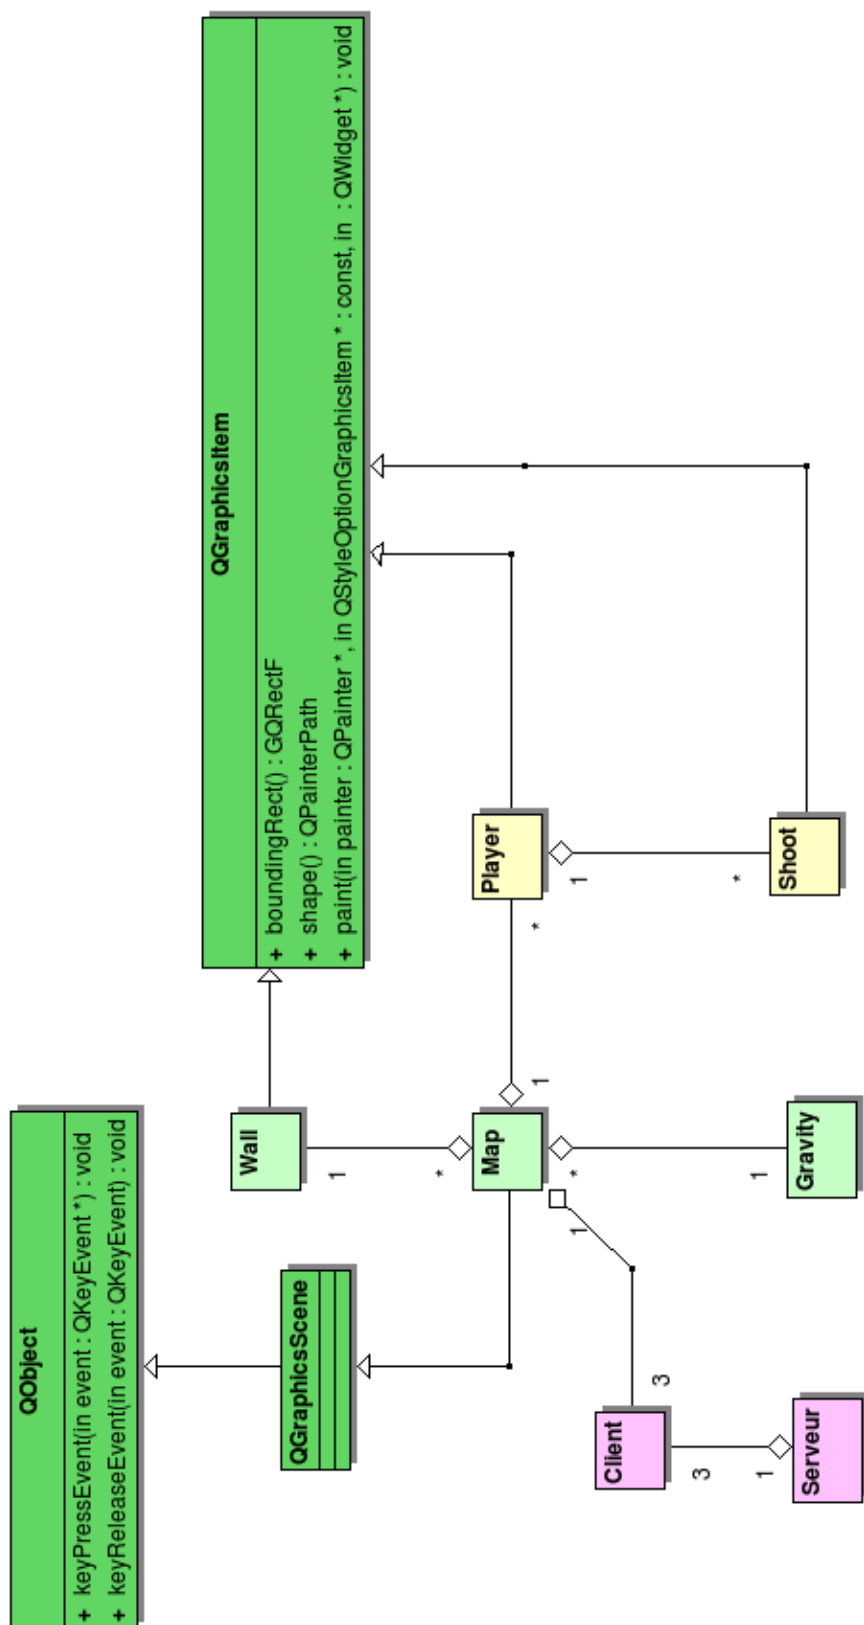 QObject
+ keyPressEvent(in event : QKeyEvent *) : void
+ keyReleaseEvent(in event : QKeyEvent) : void
QGraphicsItem
+ boundingRect() : GQRectF
+ shape() : QPainterPath
+ paint(in painter : QPainter *, in QStyleOptionGraphicsItem * : const, in  : QWidget *) : void
QGraphicsScene
Wall
1
*
Map
1
*
Player
1
*
Shoot
*
1
Gravity
1
3
Client
3
1
Serveur